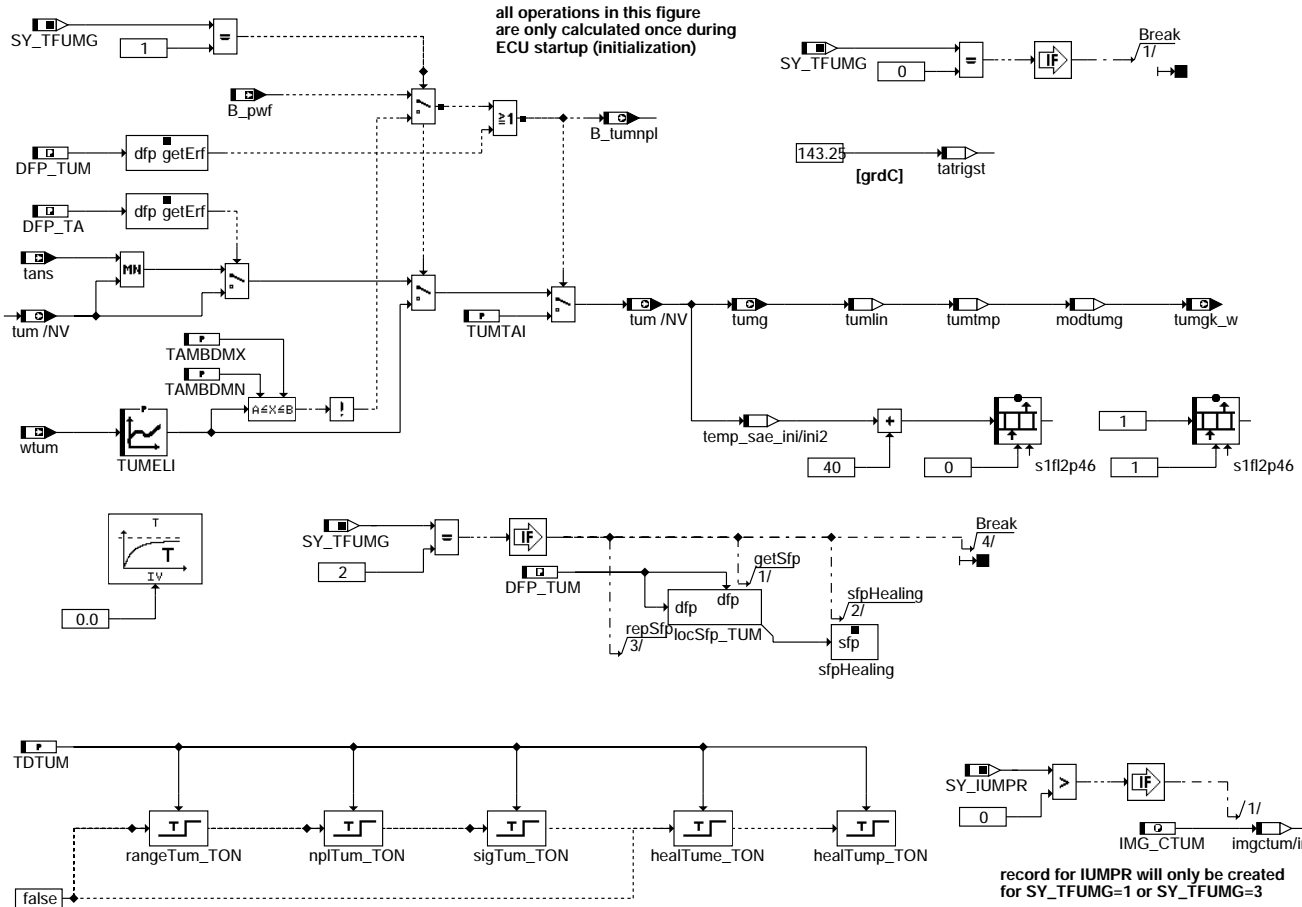 all operations in this figure
are only calculated once during
ECU startup (initialization)
SY_TFUMG
1
=
SY_TFUMG
0
=
IF
Break
1/
B_pwf
≧1
B_tumnpl
DFP_TUM
dfp getErf
143.25
[grdC]
tatrigst
DFP_TA
dfp getErf
tans
MN
tum /NV
TUMTAI
tum /NV
tumg
tumlin
tumtmp
modtumg
tumgk_w
TAMBDMX
TAMBDMN
A≤X≤B
!
wtum
P
TUMELI
temp_sae_ini/ini2
+
40
0
s1fl2p46
1
1
s1fl2p46
T
T
IV
0.0
SY_TFUMG
2
=
IF
Break
4/
DFP_TUM
getSfp
1/
dfp
dfp
locSfp_TUM
sfpHealing
2/
repSfp
3/
sfp
sfpHealing
P
TDTUM
T
rangeTum_TON
T
nplTum_TON
T
sigTum_TON
T
healTume_TON
T
healTump_TON
false
SY_IUMPR
0
>
IF
/1/
IMG_CTUM
imgctum/i
record for IUMPR will only be created
for SY_TFUMG=1 or SY_TFUMG=3